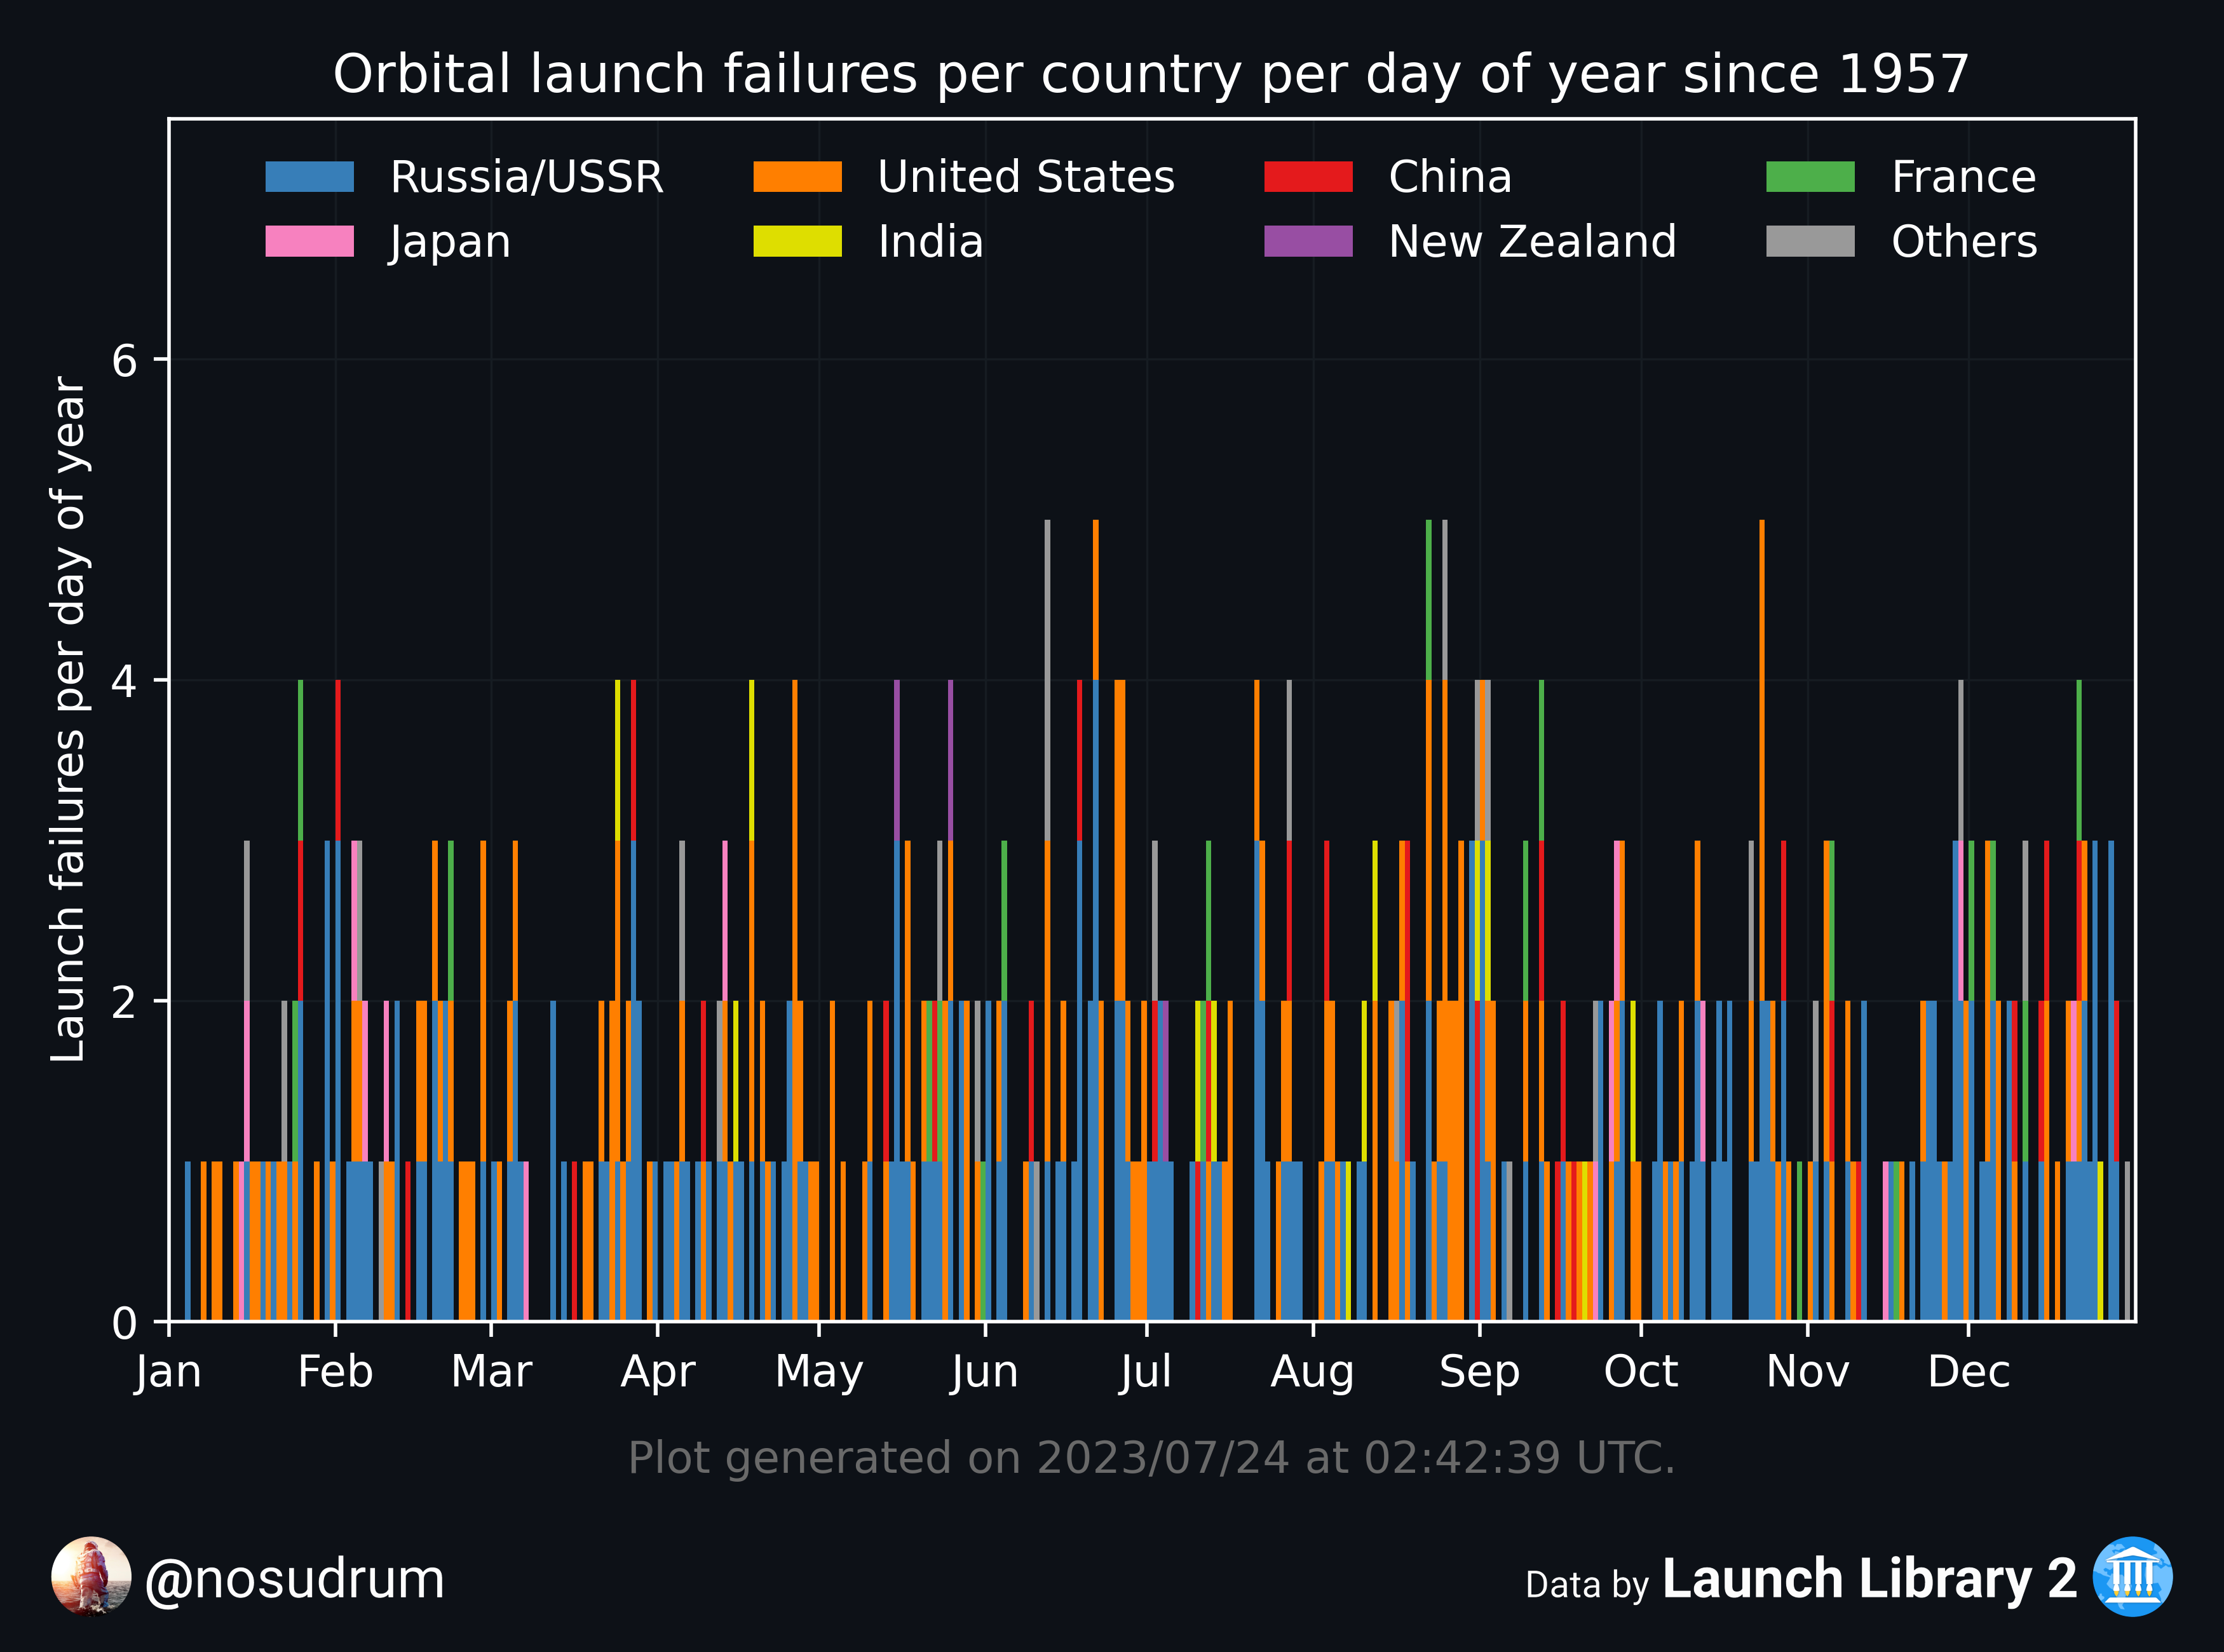 Orbital launch failures per country per day of year since 1957
Russia/USSR United States China France
Japan India New Zealand Others
Launch failures per day of year
6
4
2
0
Jan Feb Mar Apr May Jun Jul Aug Sep Oct Nov Dec
Plot generated on 2023/07/24 at 02:42:39 UTC.
@nosudrum
Data by Launch Library 2